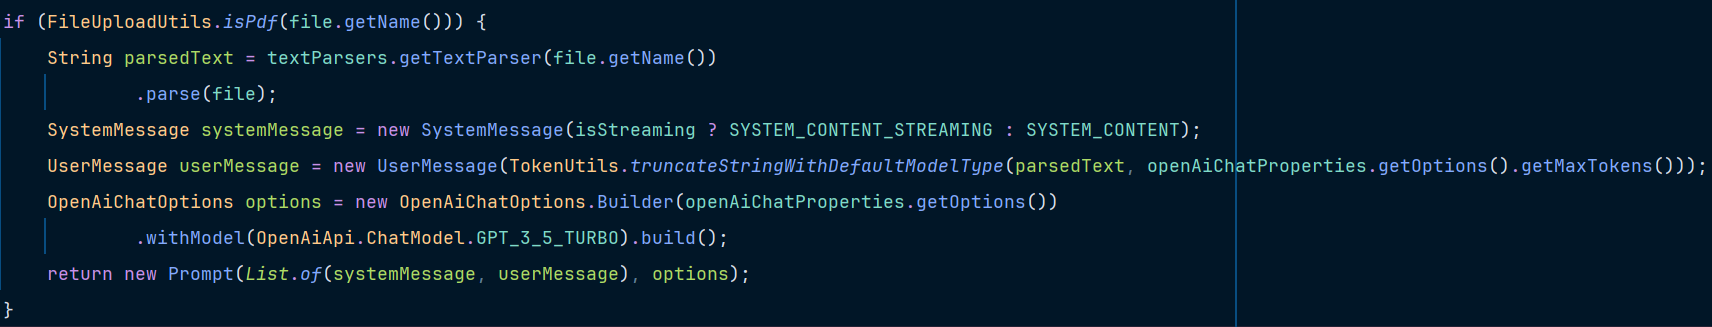 if (FileUploadUtils.isPdf(file.getName())) {
String parsedText = textParsers.getTextParser(file.getName())
.parse(file);
SystemMessage systemMessage = new SystemMessage(isStreaming ? SYSTEM_CONTENT_STREAMING : SYSTEM_CONTENT);
UserMessage userMessage = new UserMessage(TokenUtils.truncateStringWithDefaultModelType(parsedText, openAiChatProperties.getOptions().getMaxTokens()));
OpenAiChatOptions options = new OpenAiChatOptions.Builder(openAiChatProperties.getOptions())
.withModel(OpenAiApi.ChatModel.GPT_3_5_TURBO).build();
return new Prompt(List.of(systemMessage, userMessage), options);
}